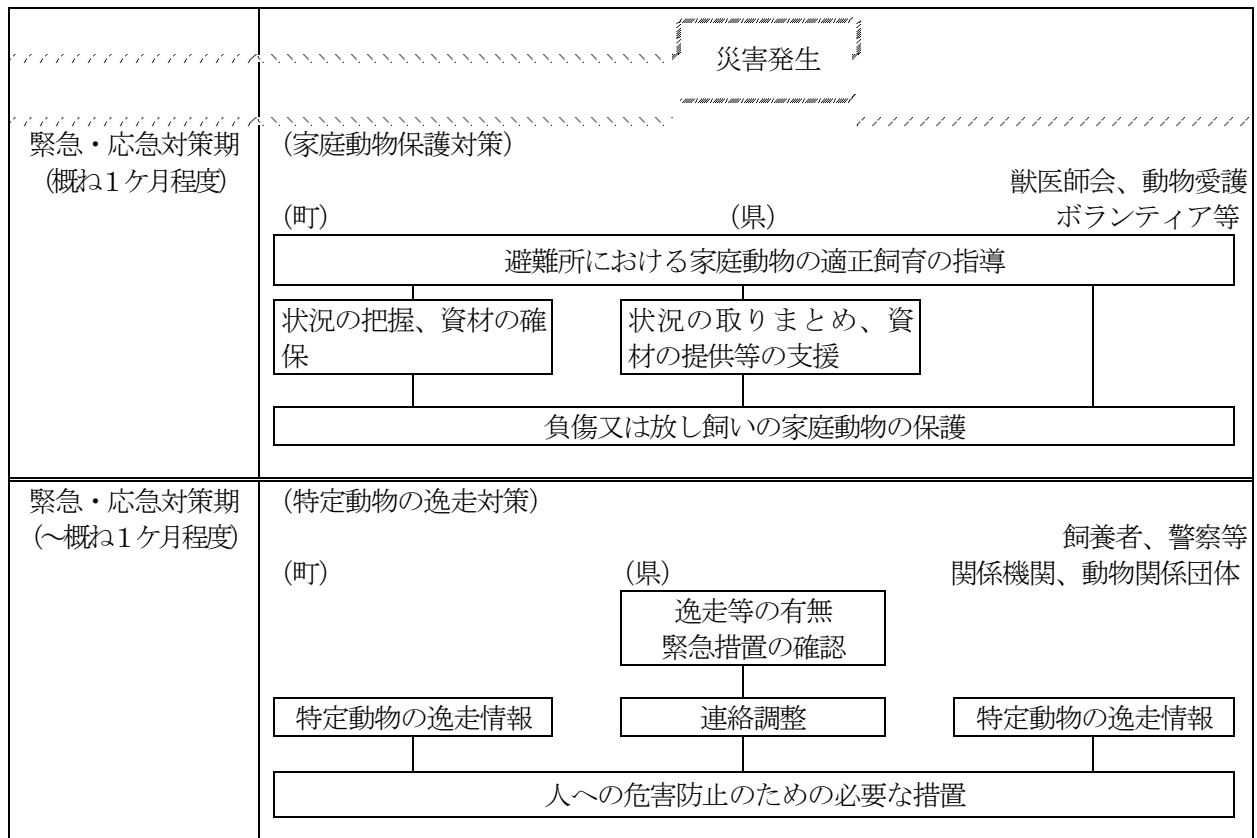 災害発生
緊急・応急対策期
(概ね１ケ月程度)
(家庭動物保護対策)
獣医師会、動物愛護
(町)
(県)
ボランティア等
避難所における家庭動物の適正飼育の指導
状況の把握、資材の確
保
状況の取りまとめ、資
材の提供等の支援
負傷又は放し飼いの家庭動物の保護
緊急・応急対策期
(～概ね１ケ月程度)
(特定動物の逸走対策)
飼養者、警察等
(町)
(県)
関係機関、動物関係団体
逸走等の有無
緊急措置の確認
特定動物の逸走情報
連絡調整
特定動物の逸走情報
人への危害防止のための必要な措置